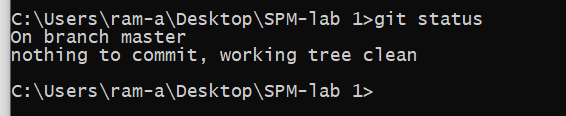 C:\Users\ram-a\Desktop\SPM-lab 1>git status
On branch master
nothing to commit, working tree clean
C:\Users\ram-a\Desktop\SPM-lab 1>